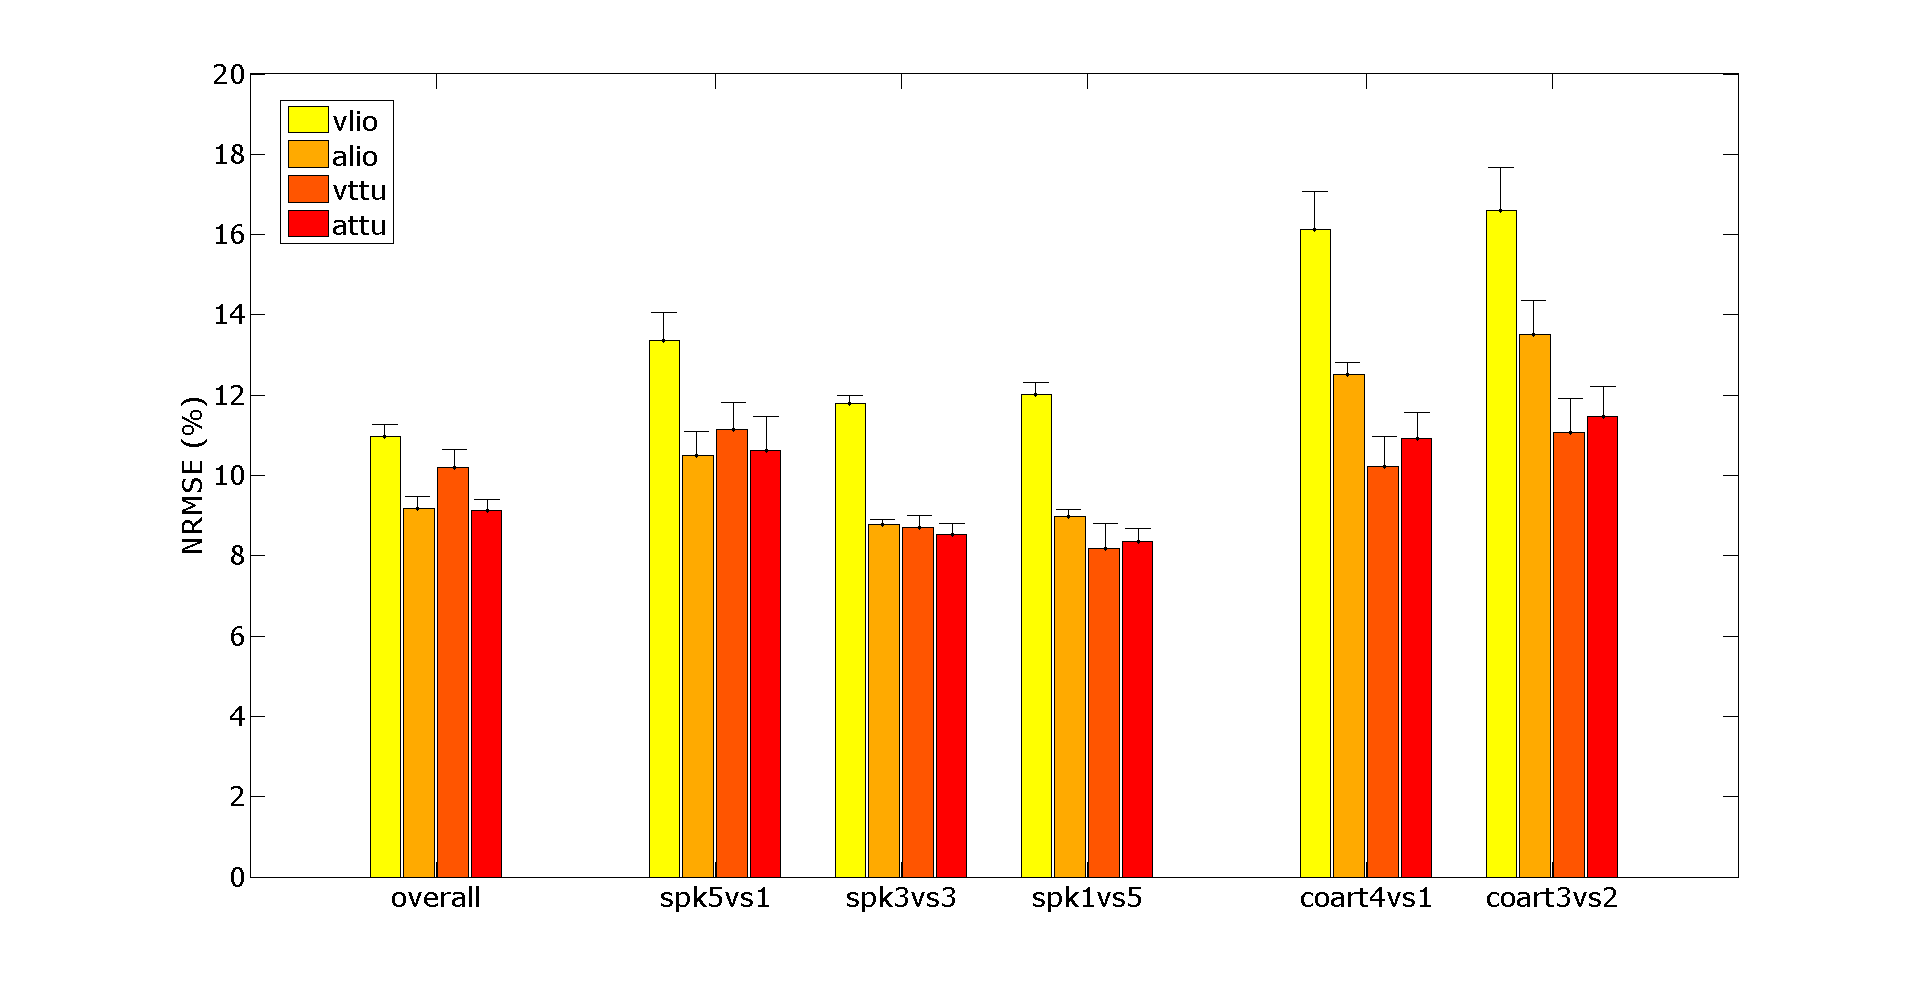 20
18
16
14
12
10
8
6
4
2
0
NRMSE (%)
vlio
alio
vttu
attu
overall spk5vs1 spk3vs3 spk1vs5 coart4vs1 coart3vs2